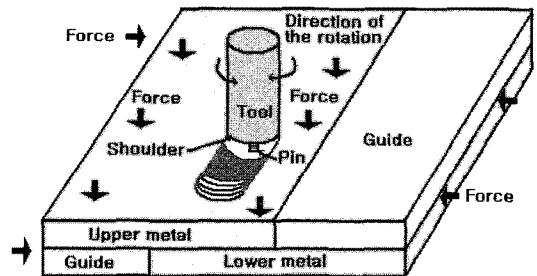 Direction of
the rotation
Force
Force
Tool
Force
Shoulder
Pin
Guide
Force
Upper metal
Guide
Lower metal